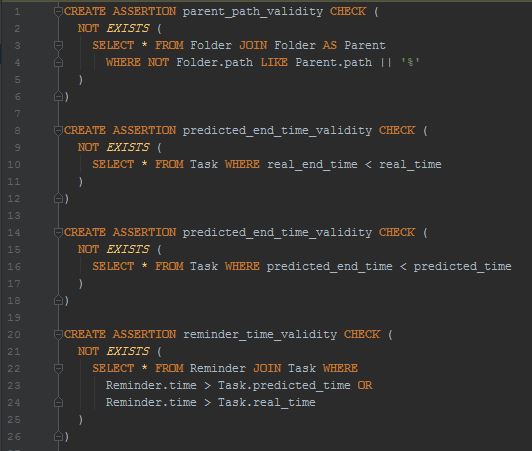 1 CREATE ASSERTION parent_path_validity CHECK (
2 NOT EXISTS (
3 SELECT * FROM Folder JOIN Folder AS Parent
4 WHERE NOT Folder.path LIKE Parent.path || '%'
5 )
6 )
7
8 CREATE ASSERTION predicted_end_time_validity CHECK (
9 NOT EXISTS (
10 SELECT * FROM Task WHERE real_end_time < real_time
11 )
12 )
13
14 CREATE ASSERTION predicted_end_time_validity CHECK (
15 NOT EXISTS (
16 SELECT * FROM Task WHERE predicted_end_time < predicted_time
17 )
18 )
19
20 CREATE ASSERTION reminder_time_validity CHECK (
21 NOT EXISTS (
22 SELECT * FROM Reminder JOIN Task WHERE
23 Reminder.time > Task.predicted_time OR
24 Reminder.time > Task.real_time
25 )
26 )